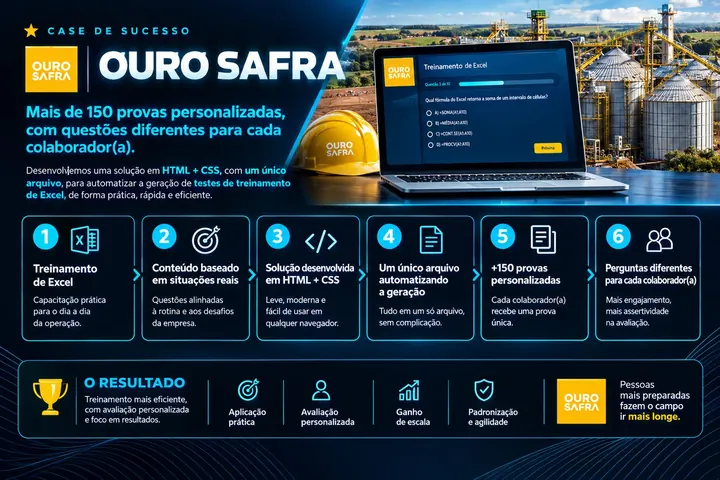 CASE DE SUCESSO
OURO
SAFRA
OURO SAFRA
Mais de 150 provas personalizadas,
com questões diferentes para cada
colaborador(a).
Desenvolvemos uma solução em HTML + CSS, com um único
arquivo, para automatizar a geração de testes de treinamento
de Excel, de forma prática, rápida e eficiente.
OURO
SAFRA
OURO
SAFRA
Treinamento de Excel
Questão 1 de 10
Qual fórmula do Excel retorna a soma de um intervalo de células?
A) =SOMA(A1:A10)
B) =MÉDIA(A1:A10)
C) =CONT.SE(A1:A10)
D) =PROCV(A1:A10)
Próxima
1
Treinamento
de Excel
Capacitação prática
para o dia a dia
da operação.
2
Conteúdo baseado
em situações reais
Questões alinhadas
à rotina e aos desafios
da empresa.
3
Solução desenvolvida
em HTML + CSS
Leve, moderna e
fácil de usar em
qualquer navegador.
4
Um único arquivo
automatizando
a geração
Tudo em um só arquivo,
sem complicação.
5
+150 provas
personalizadas
Cada colaborador(a)
recebe uma prova
única.
6
Perguntas diferentes
para cada colaborador(a)
Mais engajamento,
mais assertividade
na avaliação.
O RESULTADO
Treinamento mais eficiente,
com avaliação personalizada
e foco em resultados.
Aplicação
prática
Avaliação
personalizada
Ganho
de escala
Padronização
e agilidade
OURO
SAFRA
Pessoas
mais preparadas
fazem o campo
ir mais longe.